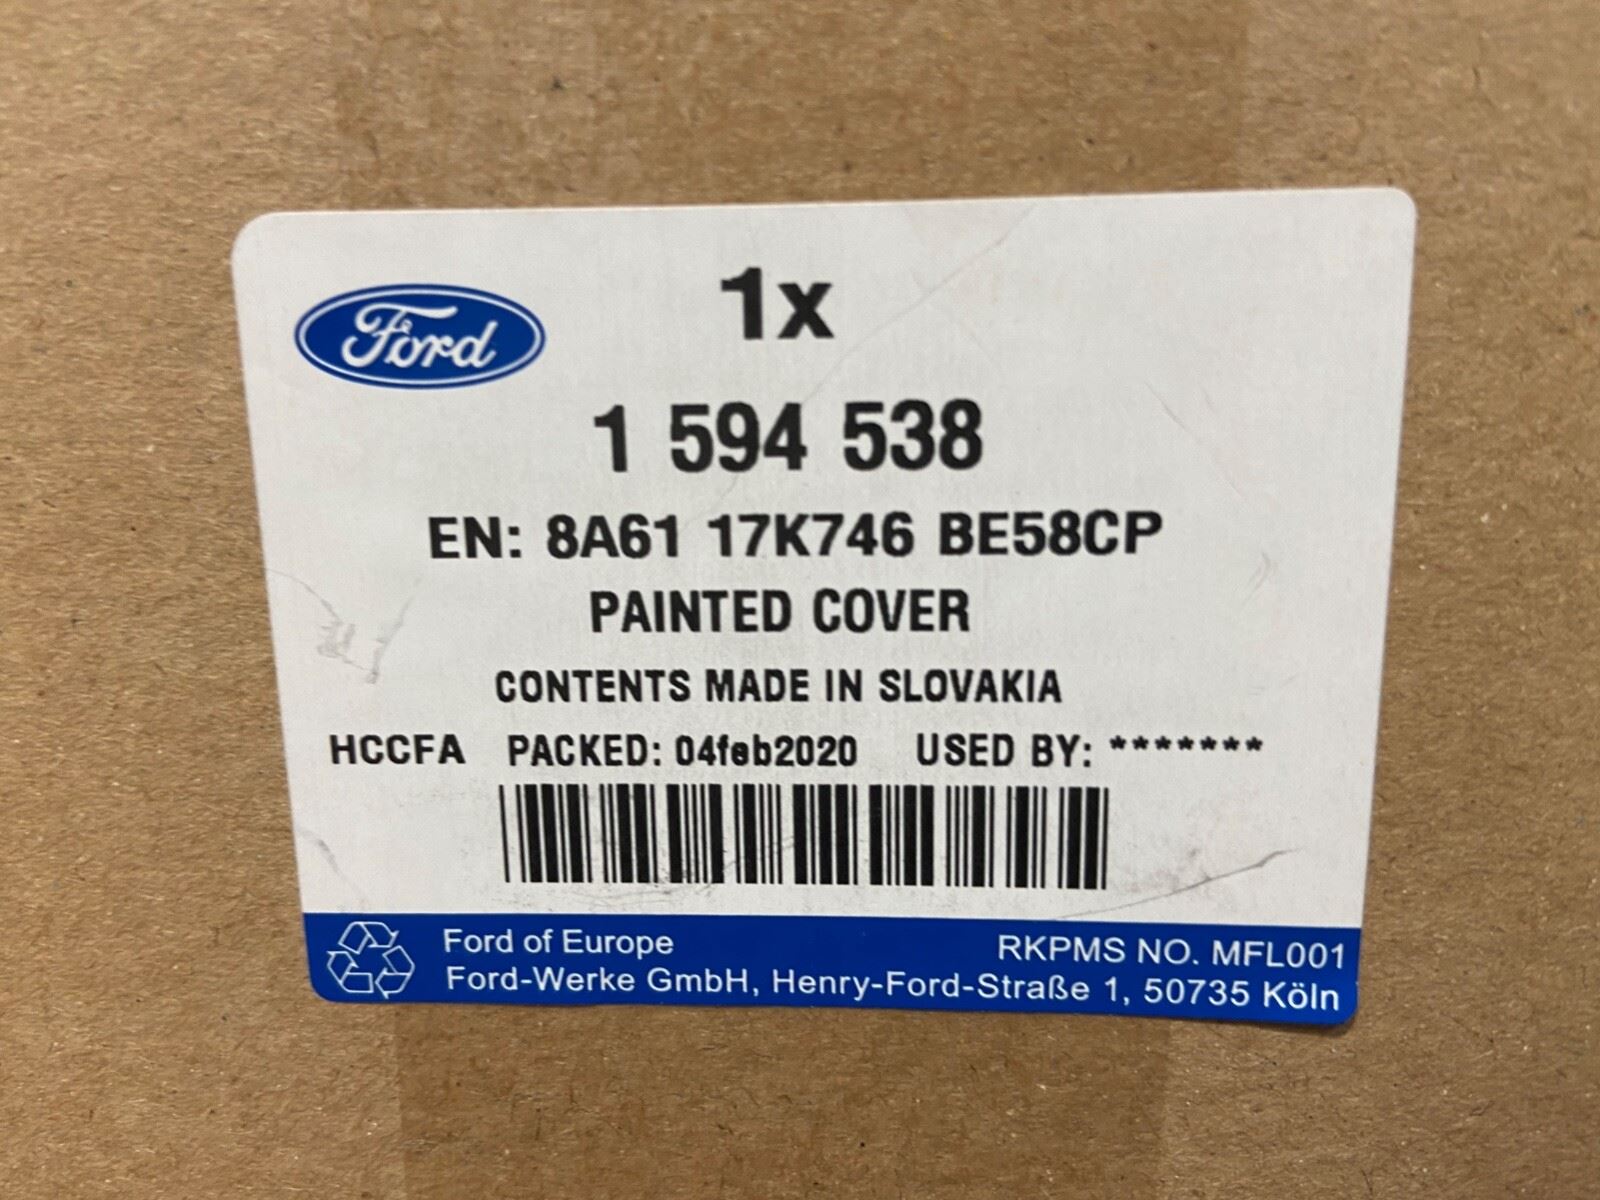 Ford
1x
1 594 538
EN: 8A61 17K746 BE58CP
PAINTED COVER
CONTENTS MADE IN SLOVAKIA
HCCFA PACKED: 04feb2020 USED BY: *******
Ford of Europe RKPMS NO. MFL001
Ford-Werke GmbH, Henry-Ford-Straße 1, 50735 Köln